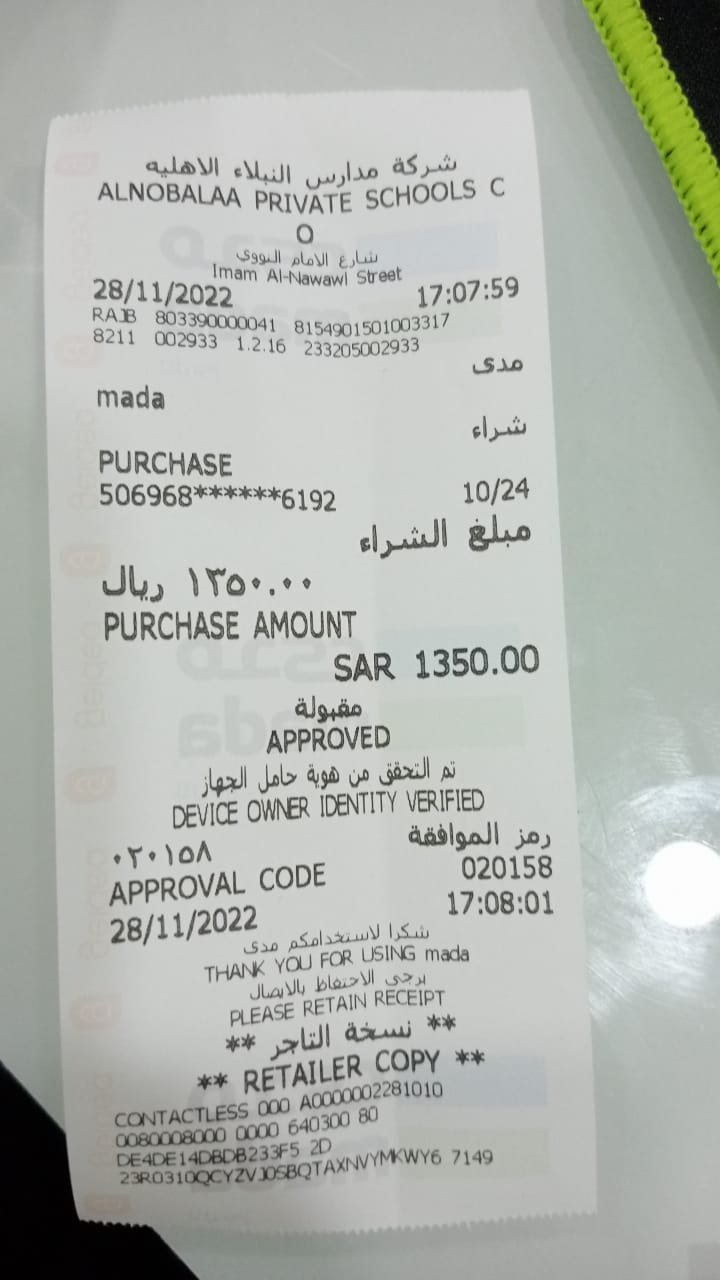 شركة مدارس النبلاء الاهليه
ALNOBALAA PRIVATE SCHOOLS C
O
شارع الامام النووي
Imam Al-Nawawi Street
28/11/2022 17:07:59
RAJB 803390000041 8154901501003317
8211 002933 1.2.16 233205002933
مدى
mada
شراء
PURCHASE
506968******6192 10/24
مبلغ الشراء
١٣٥٠.٠٠ ريال
PURCHASE AMOUNT
SAR 1350.00
مقبولة
APPROVED
تم التحقق من هوية حامل الجهاز
DEVICE OWNER IDENTITY VERIFIED
رمز الموافقة ٠٢٠١٥٨
APPROVAL CODE 020158
28/11/2022 17:08:01
شكرا لاستخدامكم مدى
THANK YOU FOR USING mada
يرجى الاحتفاظ بالايصال
PLEASE RETAIN RECEIPT
** نسخة التاجر **
** RETAILER COPY **
CONTACTLESS 000 A0000002281010
0080008000 0000 640300 80
DE4DE14DBDB233F5 2D
23R0310QCYZVJ0SBQTAXNVYMKWY6 7149